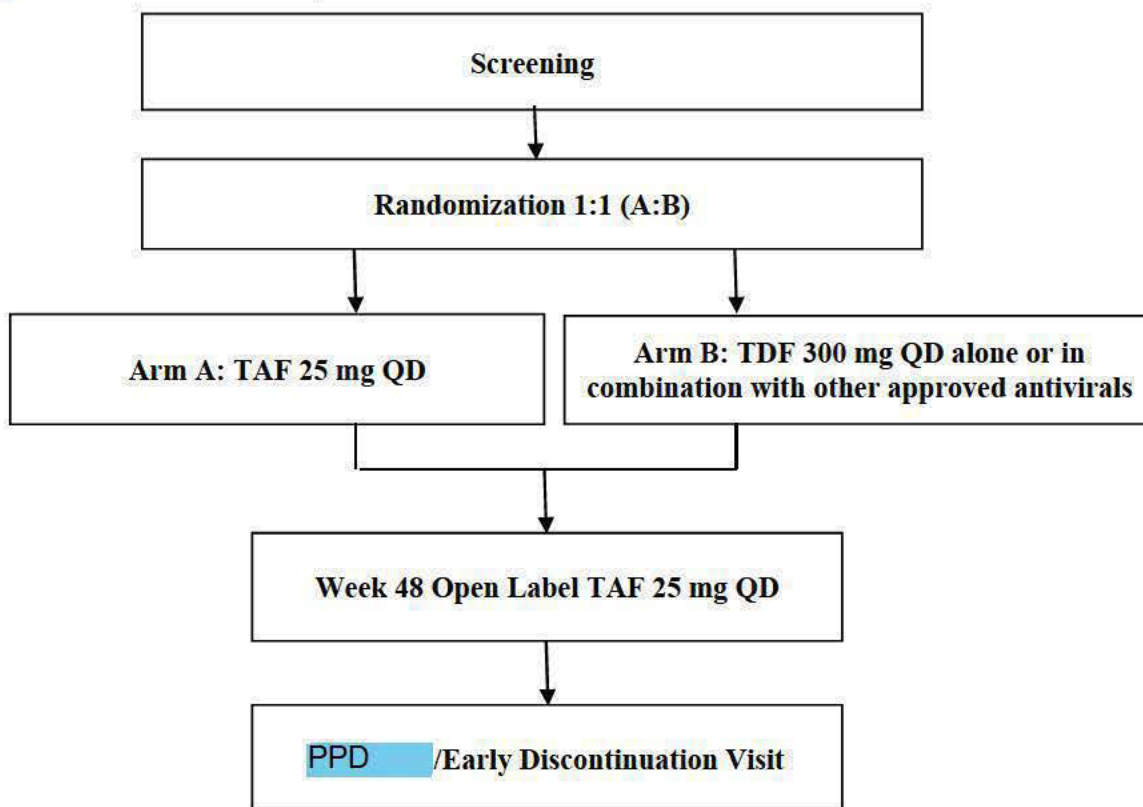 Screening
Randomization 1:1 (A:B)
Arm A: TAF 25 mg QD
Arm B: TDF 300 mg QD alone or in
combination with other approved antivirals
Week 48 Open Label TAF 25 mg QD
PPD /Early Discontinuation Visit